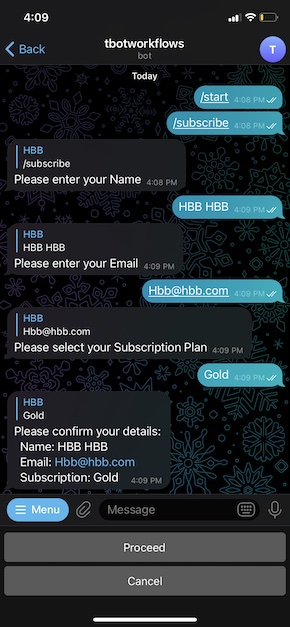 4:09
Back
tbotworkflows
bot
T
Today
/start 4:08 PM
/subscribe 4:08 PM
HBB
/subscribe
Please enter your Name 4:08 PM
HBB HBB 4:09 PM
HBB
HBB HBB
Please enter your Email 4:09 PM
Hbb@hbb.com 4:09 PM
HBB
Hbb@hbb.com
Please select your Subscription Plan 4:09 PM
Gold 4:09 PM
HBB
Gold
Please confirm your details:
Name: HBB HBB
Email: Hbb@hbb.com
Subscription: Gold 4:09 PM
Menu
Message
Proceed
Cancel